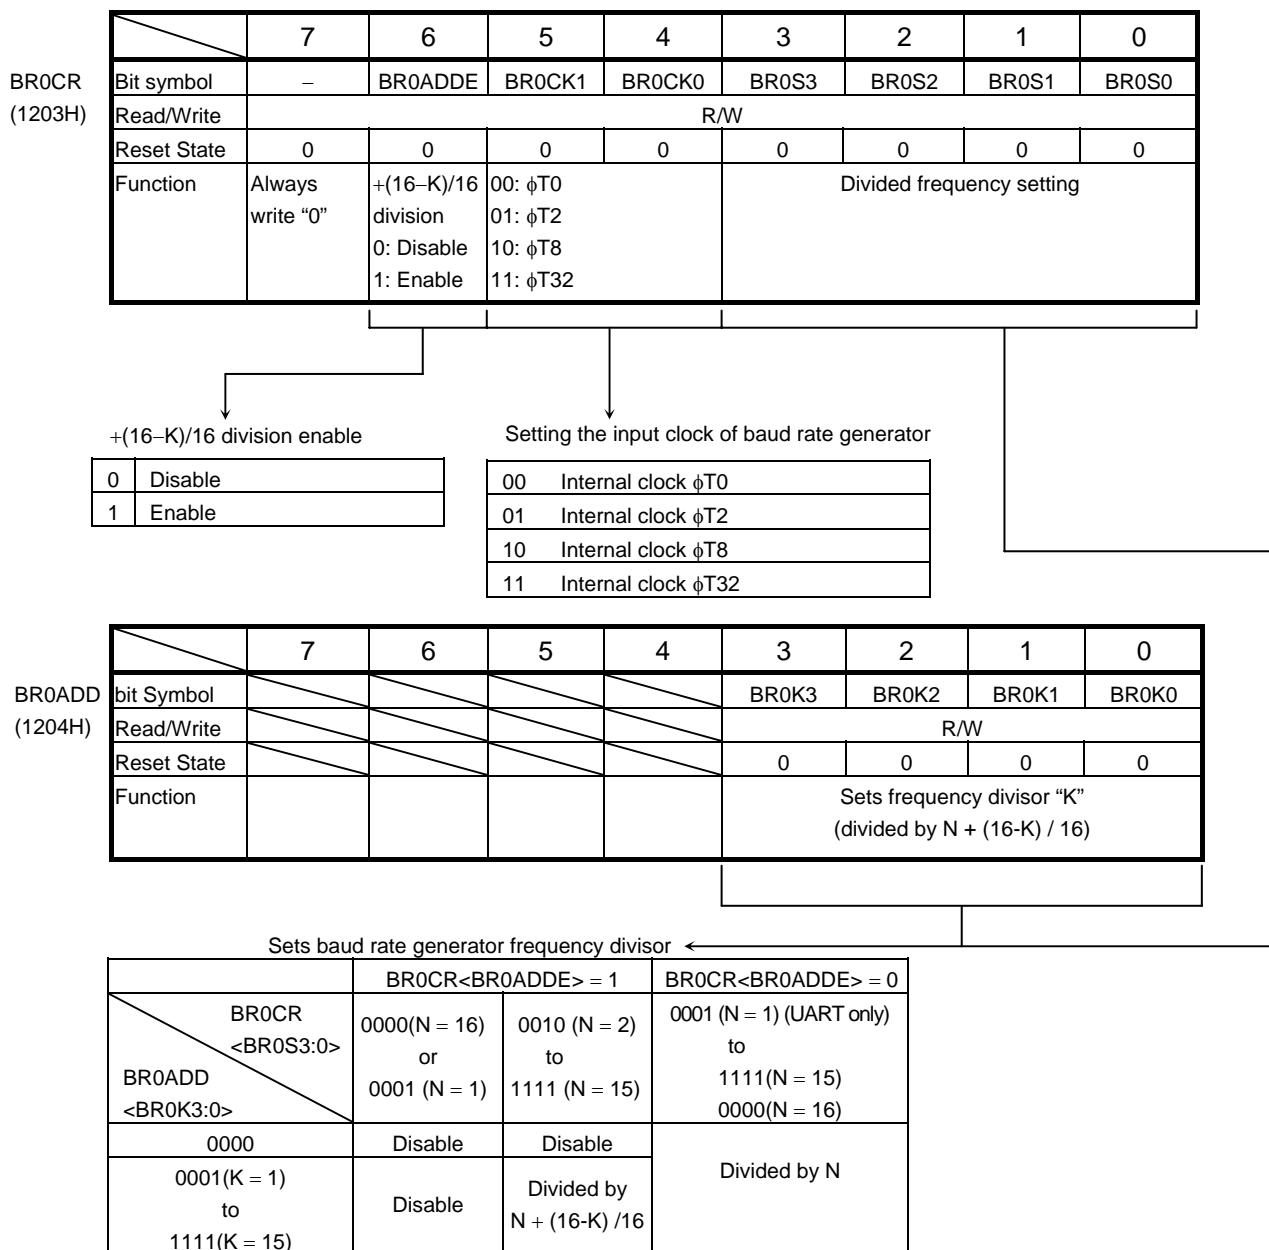 7 6 5 4 3 2 1 0
BR0CR
(1203H)
Bit symbol – BR0ADDE BR0CK1 BR0CK0 BR0S3 BR0S2 BR0S1 BR0S0
Read/Write R/W
Reset State 0 0 0 0 0 0 0 0
Function Always +(16–K)/16 00: ϕT0 Divided frequency setting
write “0” division 01: ϕT2
0: Disable 10: ϕT8
1: Enable 11: ϕT32
+(16–K)/16 division enable
0 Disable
1 Enable
Setting the input clock of baud rate generator
00 Internal clock ϕT0
01 Internal clock ϕT2
10 Internal clock ϕT8
11 Internal clock ϕT32
7 6 5 4 3 2 1 0
BR0ADD
(1204H)
bit Symbol BR0K3 BR0K2 BR0K1 BR0K0
Read/Write R/W
Reset State 0 0 0 0
Function Sets frequency divisor “K”
(divided by N + (16-K) / 16)
Sets baud rate generator frequency divisor
BR0CR<BR0ADDE> = 1 BR0CR<BR0ADDE> = 0
BR0CR
<BR0S3:0>
BR0ADD
<BR0K3:0>
0000(N = 16)
or
0001 (N = 1)
0010 (N = 2)
to
1111 (N = 15)
0001 (N = 1) (UART only)
to
1111(N = 15)
0000(N = 16)
0000 Disable Disable
Divided by N
0001(K = 1)
to
1111(K = 15)
Disable
Divided by
N + (16-K) /16